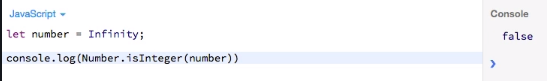 JavaScript
Console
let number = Infinity;
false
console.log(Number.isInteger(number))